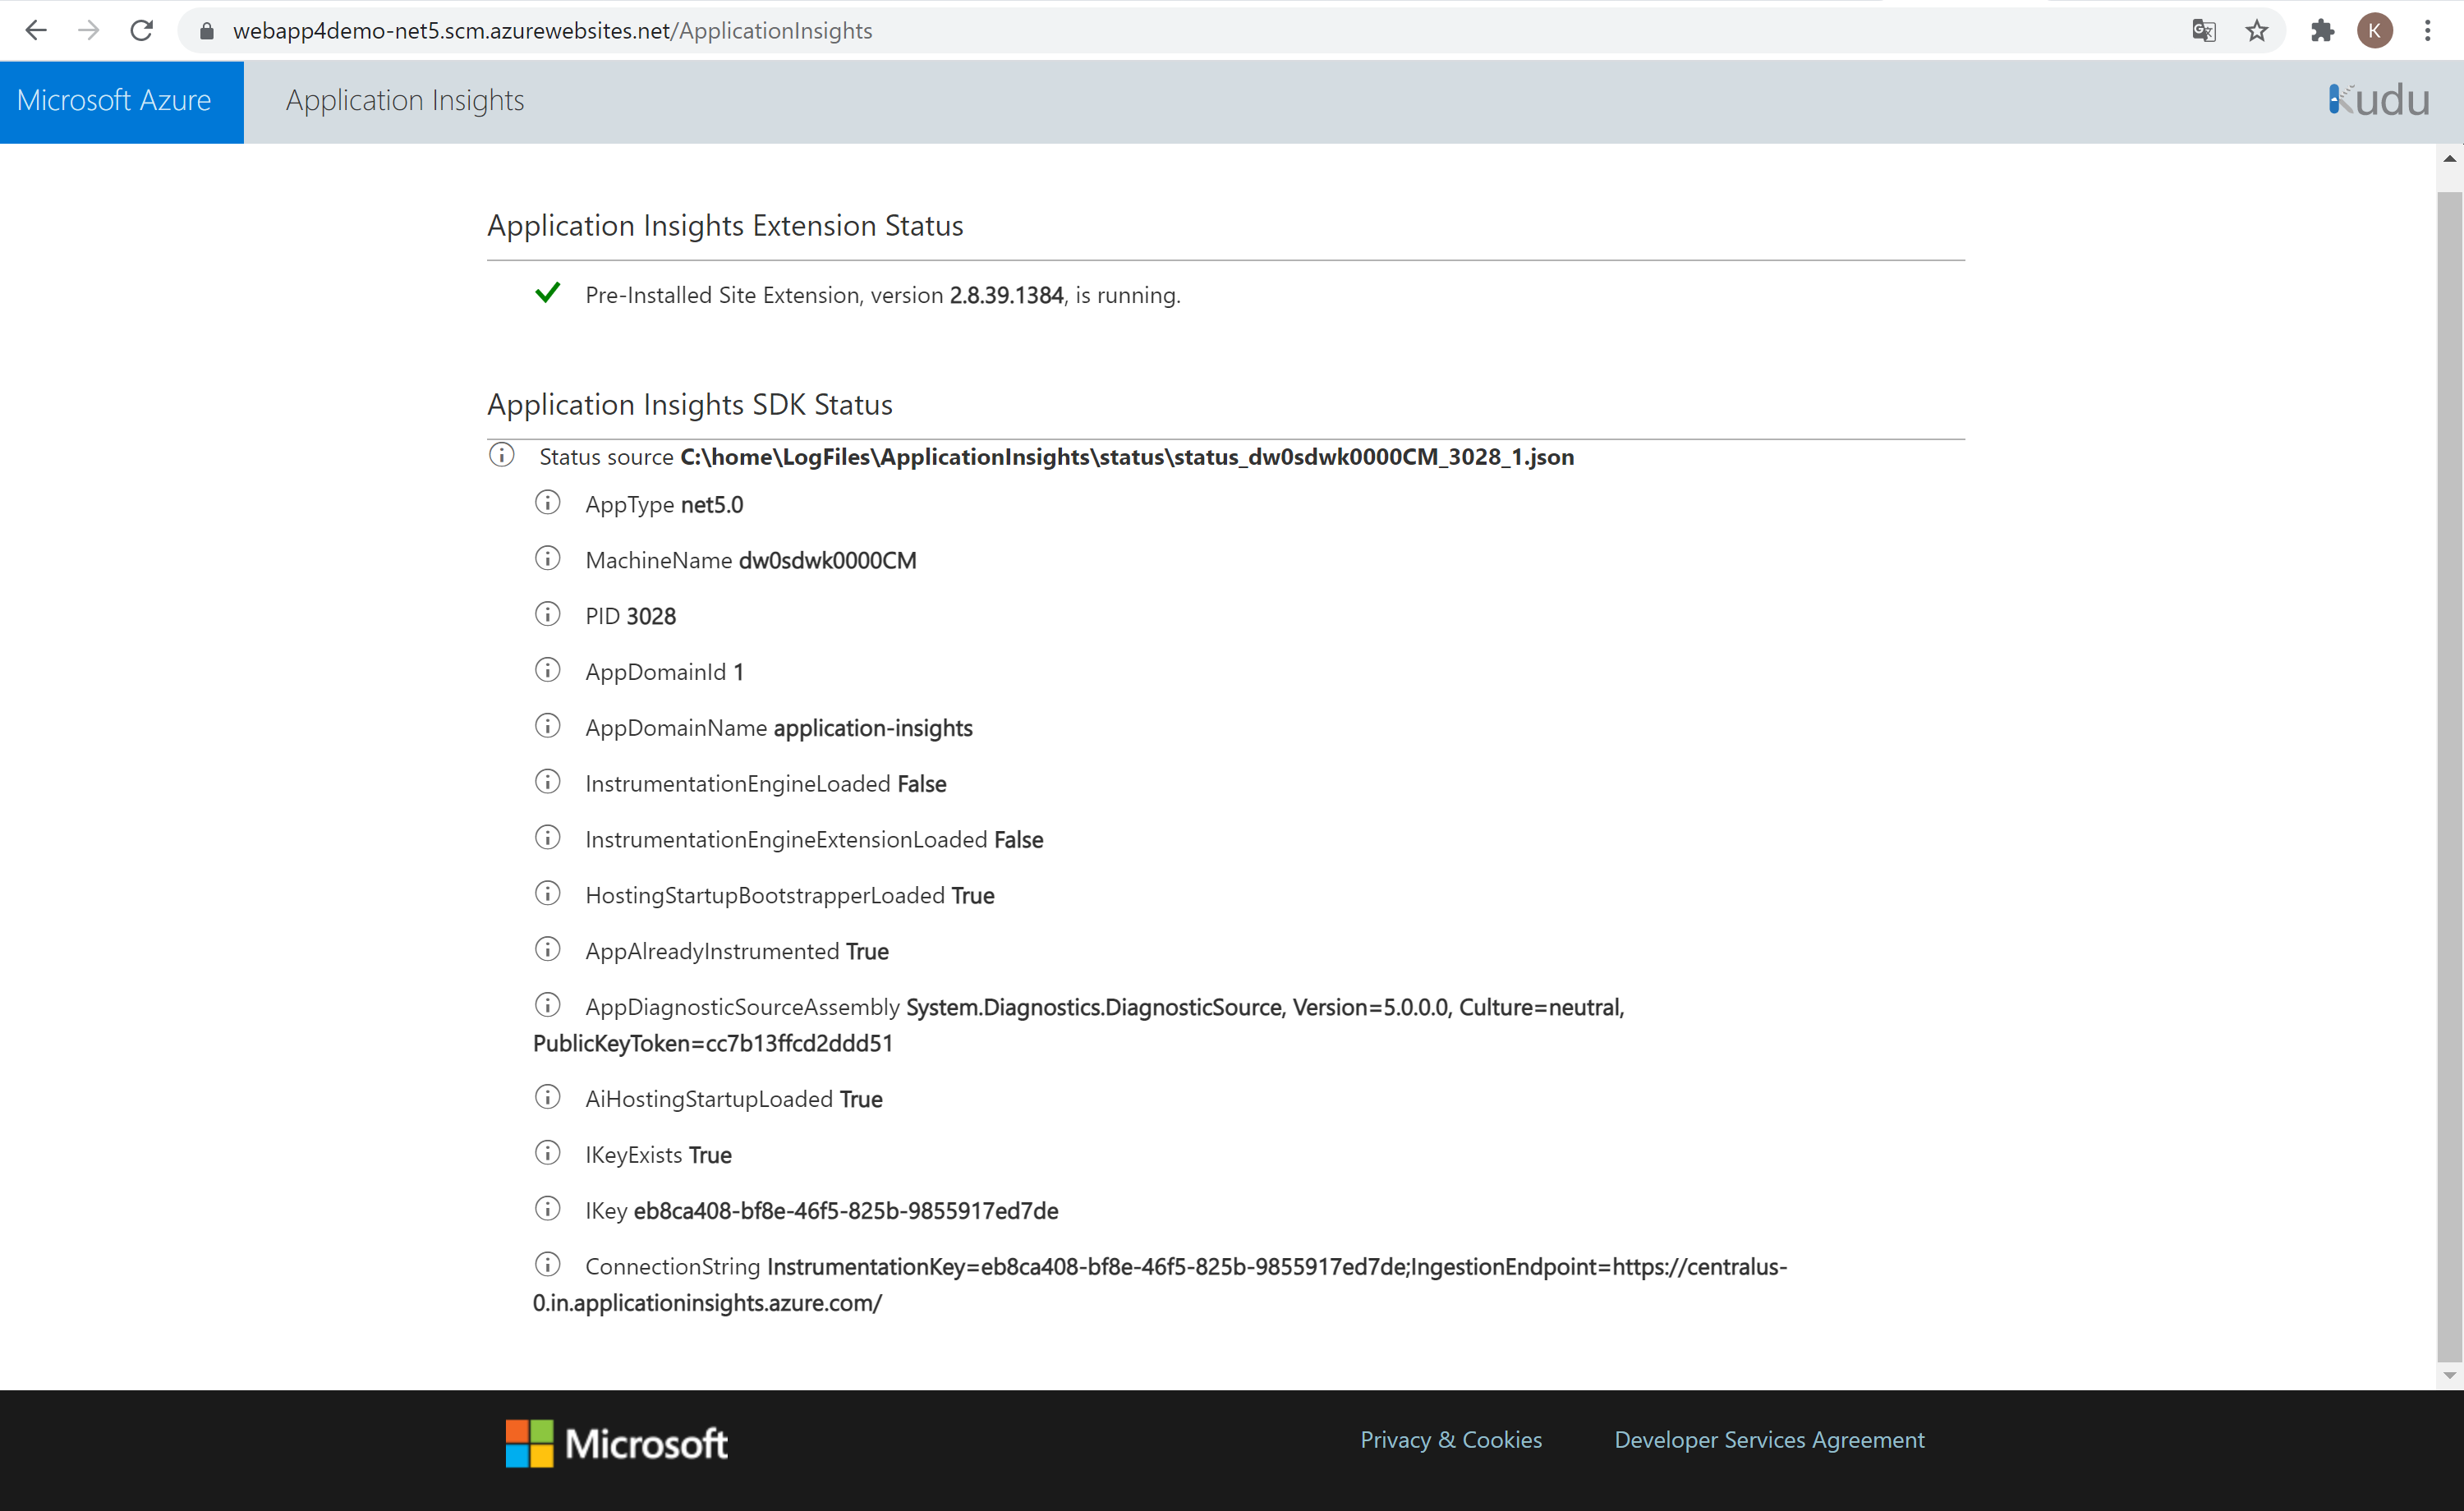 webapp4demo-net5.scm.azurewebsites.net/ApplicationInsights
K
Microsoft Azure
Application Insights
Kudu
Application Insights Extension Status
Pre-Installed Site Extension, version 2.8.39.1384, is running.
Application Insights SDK Status
Status source C:\home\LogFiles\ApplicationInsights\status\status_dw0sdwk0000CM_3028_1.json
AppType net5.0
MachineName dw0sdwk0000CM
PID 3028
AppDomainId 1
AppDomainName application-insights
InstrumentationEngineLoaded False
InstrumentationEngineExtensionLoaded False
HostingStartupBootstrapperLoaded True
AppAlreadyInstrumented True
AppDiagnosticSourceAssembly System.Diagnostics.DiagnosticSource, Version=5.0.0.0, Culture=neutral,
PublicKeyToken=cc7b13ffcd2ddd51
AiHostingStartupLoaded True
IKeyExists True
IKey eb8ca408-bf8e-46f5-825b-9855917ed7de
ConnectionString InstrumentationKey=eb8ca408-bf8e-46f5-825b-9855917ed7de;IngestionEndpoint=https://centralus-
0.in.applicationinsights.azure.com/
Microsoft
Privacy & Cookies
Developer Services Agreement